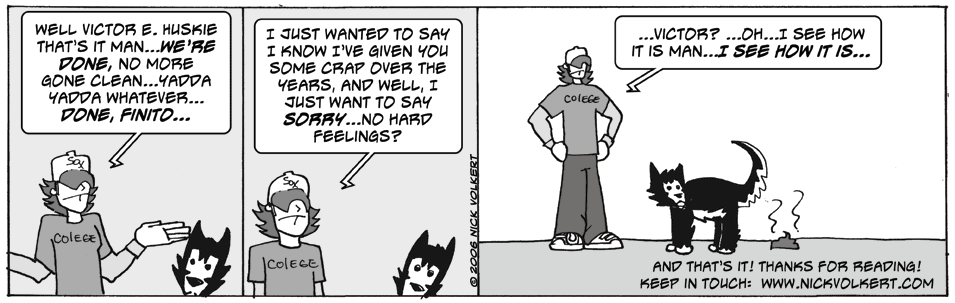 WELL VICTOR E. HUSKIE
THAT'S IT MAN...WE'RE
DONE, NO MORE
GONE CLEAN...YADDA
YADDA WHATEVER...
DONE, FINITO...
SOX
COlEGE
I JUST WANTED TO SAY
I KNOW I'VE GIVEN YOU
SOME CRAP OVER THE
YEARS, AND WELL, I
JUST WANT TO SAY
SORRY...NO HARD
FEELINGS?
SOX
COlEGE
© 2006 NICK VOLKERT
...VICTOR? ...OH...I SEE HOW
IT IS MAN...I SEE HOW IT IS...
COlEGE
AND THAT'S IT! THANKS FOR READING!
KEEP IN TOUCH: WWW.NICKVOLKERT.COM